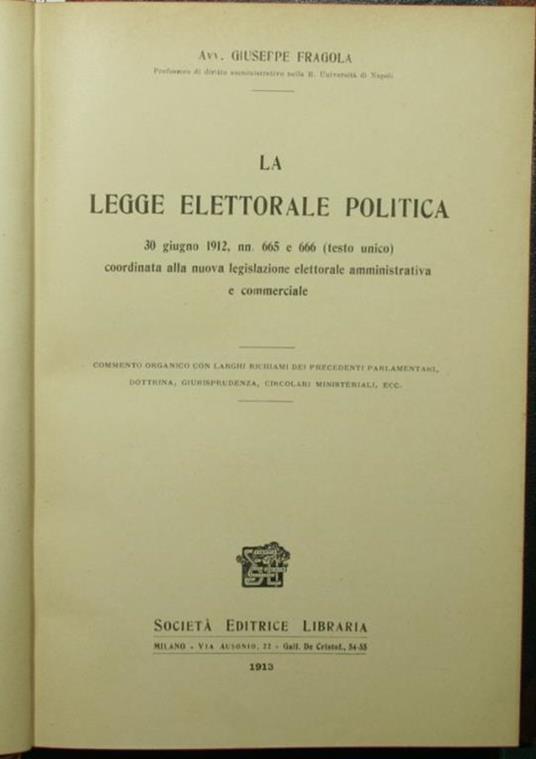 Avv. GIUSEPPE FRAGOLA
Professore di diritto amministrativo nella R. Università di Napoli
LA
LEGGE ELETTORALE POLITICA
30 giugno 1912, nn. 665 e 666 (testo unico)
coordinata alla nuova legislazione elettorale amministrativa
e commerciale
COMMENTO ORGANICO CON LARGHI RICHIAMI DEI PRECEDENTI PARLAMENTARI,
DOTTRINA, GIURISPRUDENZA, CIRCOLARI MINISTERIALI, ECC.
SOCIETÀ EDITRICE LIBRARIA
MILANO - VIA AUSONIO, 22 - Gall. De Cristof., 54-55
1913